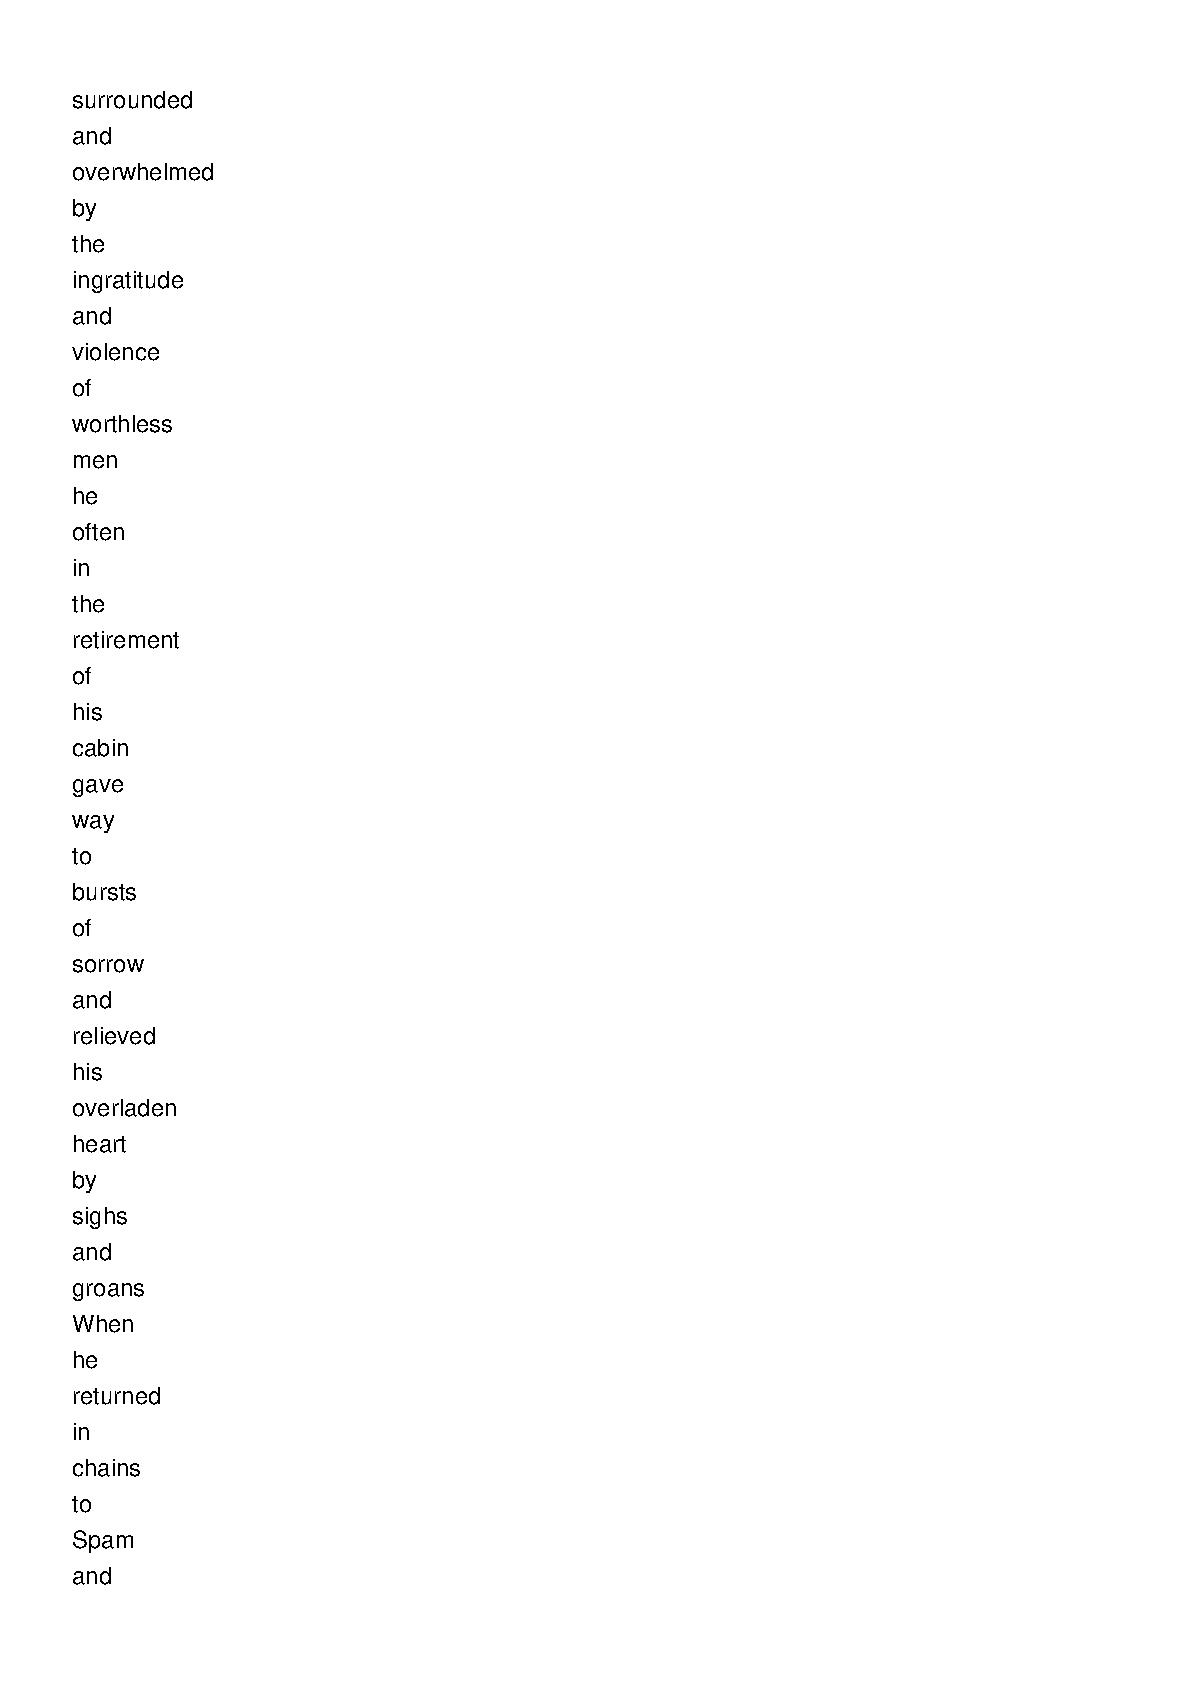 surrounded
and
overwhelmed
by
the
ingratitude
and
violence
of
worthless
men
he
often
in
the
retirement
of
his
cabin
gave
way
to
bursts
of
sorrow
and
relieved
his
overladen
heart
by
sighs
and
groans
When
he
returned
in
chains
to
Spam
and